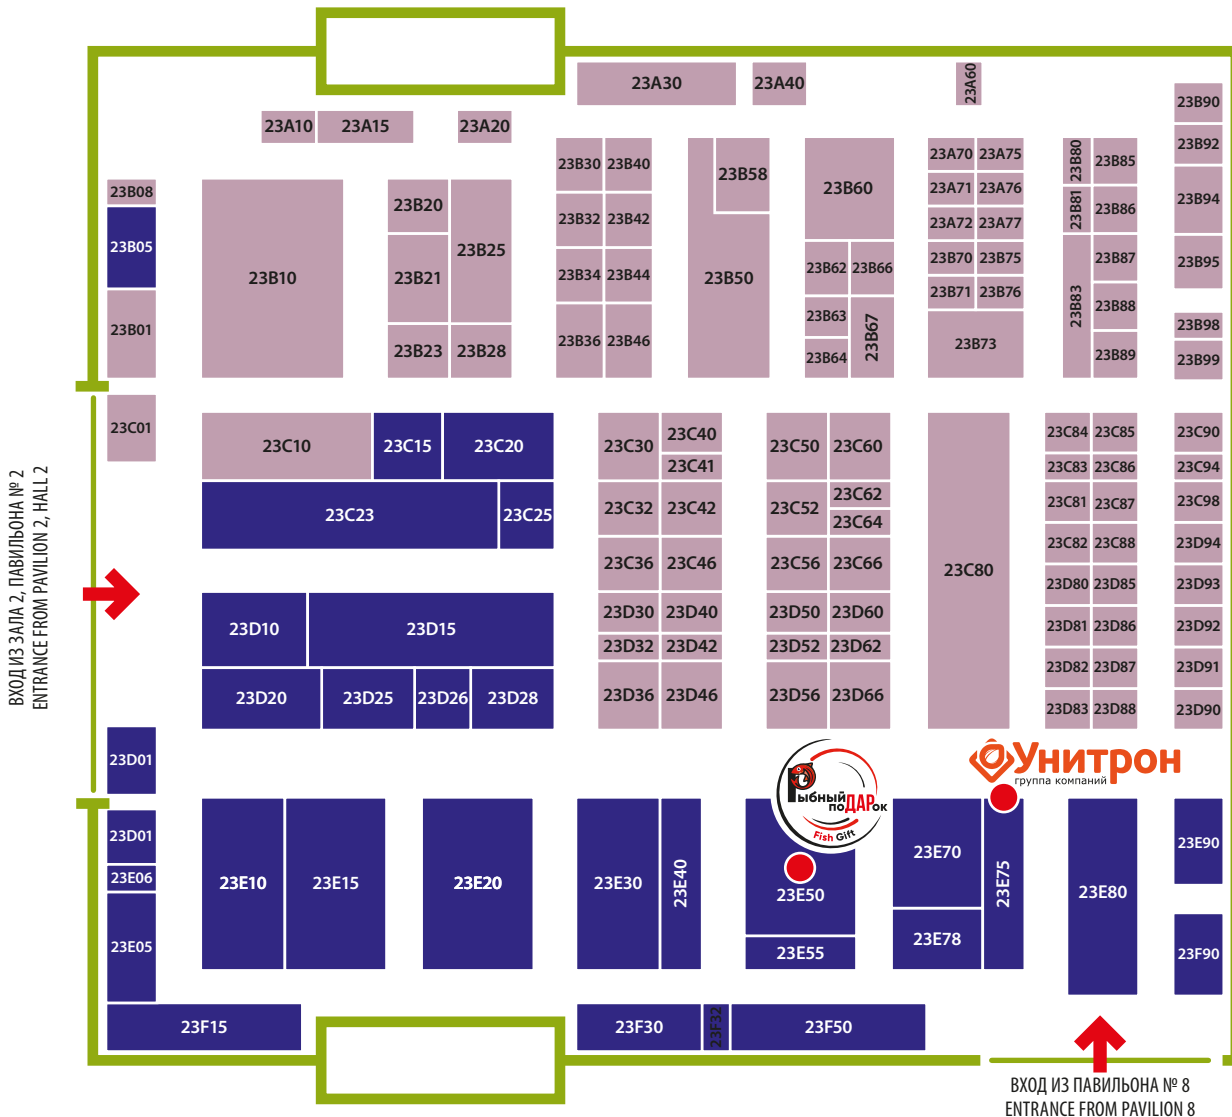 23A30
23A40
23A60
23B90
23A10
23A15
23A20
23B92
23B30
23B40
23B58
23B60
23A70
23A75
23B80
23B85
23B08
23A71
23A76
23B94
23B05
23B20
23B25
23B32
23B42
23A72
23A77
23B81
23B86
23B10
23B21
23B34
23B44
23B50
23B62
23B66
23B70
23B75
23B83
23B87
23B95
23B71
23B76
23B88
23B01
23B63
23B67
23B98
23B23
23B28
23B36
23B46
23B64
23B73
23B89
23B99
23C01
23C10
23C15
23C20
23C30
23C40
23C41
23C50
23C60
23C84
23C85
23C90
23C83
23C86
23C94
23C23
23C25
23C32
23C42
23C52
23C62
23C64
23C81
23C87
23C98
23C36
23C46
23C56
23C66
23C80
23C82
23C88
23D94
23D80
23D85
23D93
23D10
23D15
23D30
23D40
23D50
23D60
23D81
23D86
23D92
23D32
23D42
23D52
23D62
23D82
23D87
23D91
23D20
23D25
23D26
23D28
23D36
23D46
23D56
23D66
23D83
23D88
23D90
ВХОД ИЗ ЗАЛА 2, ПАВИЛЬОНА № 2
ENTRANCE FROM PAVILION 2, HALL 2
23D01
Рыбный
поДАРок
Fish Gift
Унитрон
группа компаний
23D01
23E06
23E05
23E10
23E15
23E20
23E30
23E40
23E50
23E55
23E70
23E78
23E75
23E80
23E90
23F90
23F15
23F30
23F32
23F50
ВХОД ИЗ ПАВИЛЬОНА № 8
ENTRANCE FROM PAVILION 8